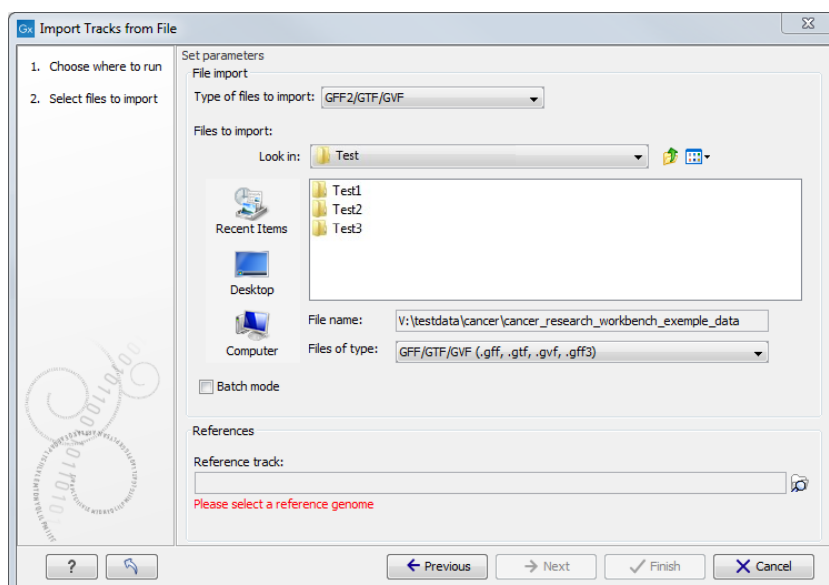 Gx Import Tracks from File
1. Choose where to run
2. Select files to import
Set parameters
File import
Type of files to import: GFF2/GTF/GVF
Files to import:
Look in: Test
Test1
Test2
Test3
Recent Items
Desktop
Computer
File name: V:\testdata\cancer\cancer_research_workbench_exemple_data
Files of type: GFF/GTF/GVF (.gff, .gtf, .gvf, .gff3)
Batch mode
References
Reference track:
Please select a reference genome
? Previous Next Finish Cancel